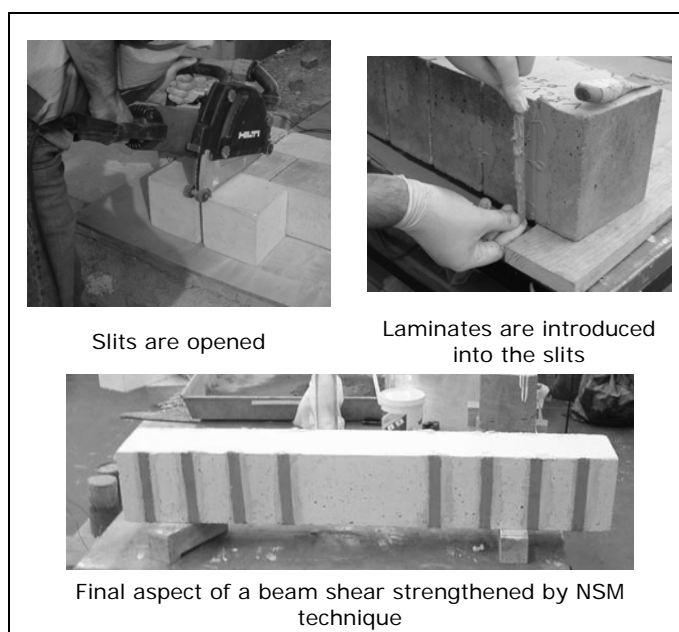 HILTI
Slits are opened
Laminates are introduced
into the slits
Final aspect of a beam shear strengthened by NSM
technique